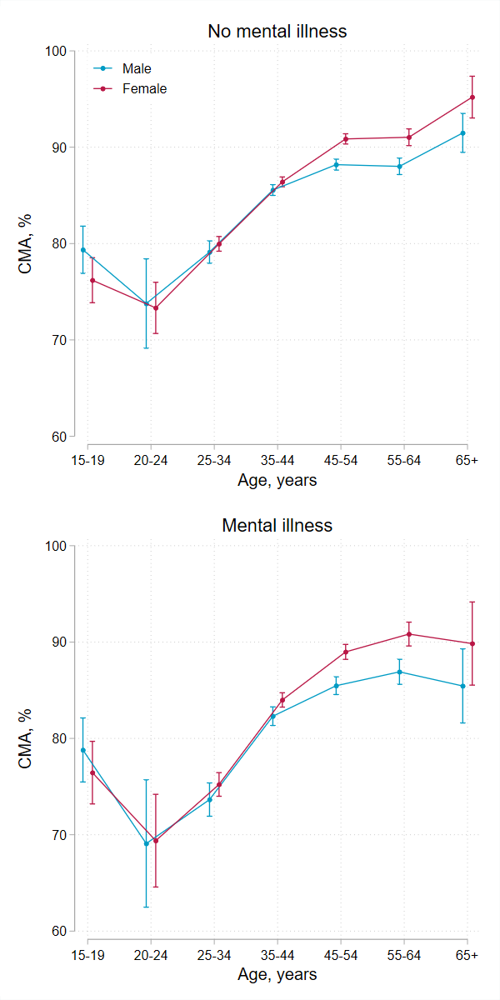 No mental illness
100
Male
Female
90
80
70
60
CMA, %
15-19 20-24 25-34 35-44 45-54 55-64 65+
Age, years
Mental illness
100
90
80
70
60
CMA, %
15-19 20-24 25-34 35-44 45-54 55-64 65+
Age, years